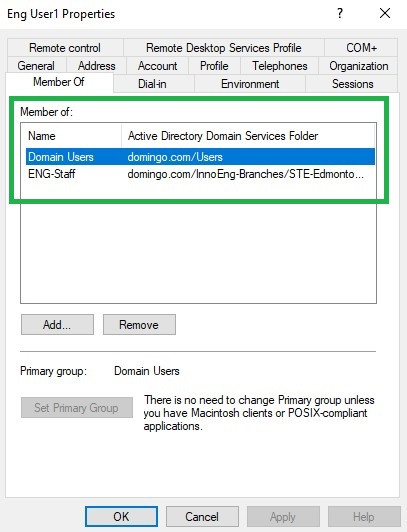 Eng User1 Properties ? ×
Remote control Remote Desktop Services Profile COM+
General Address Account Profile Telephones Organization
Member Of Dial-in Environment Sessions
Member of:
Name Active Directory Domain Services Folder
Domain Users domingo.com/Users
ENG-Staff domingo.com/InnoEng-Branches/STE-Edmonto...
Add... Remove
Primary group: Domain Users
Set Primary Group There is no need to change Primary group unless
you have Macintosh clients or POSIX-compliant
applications.
OK Cancel Apply Help